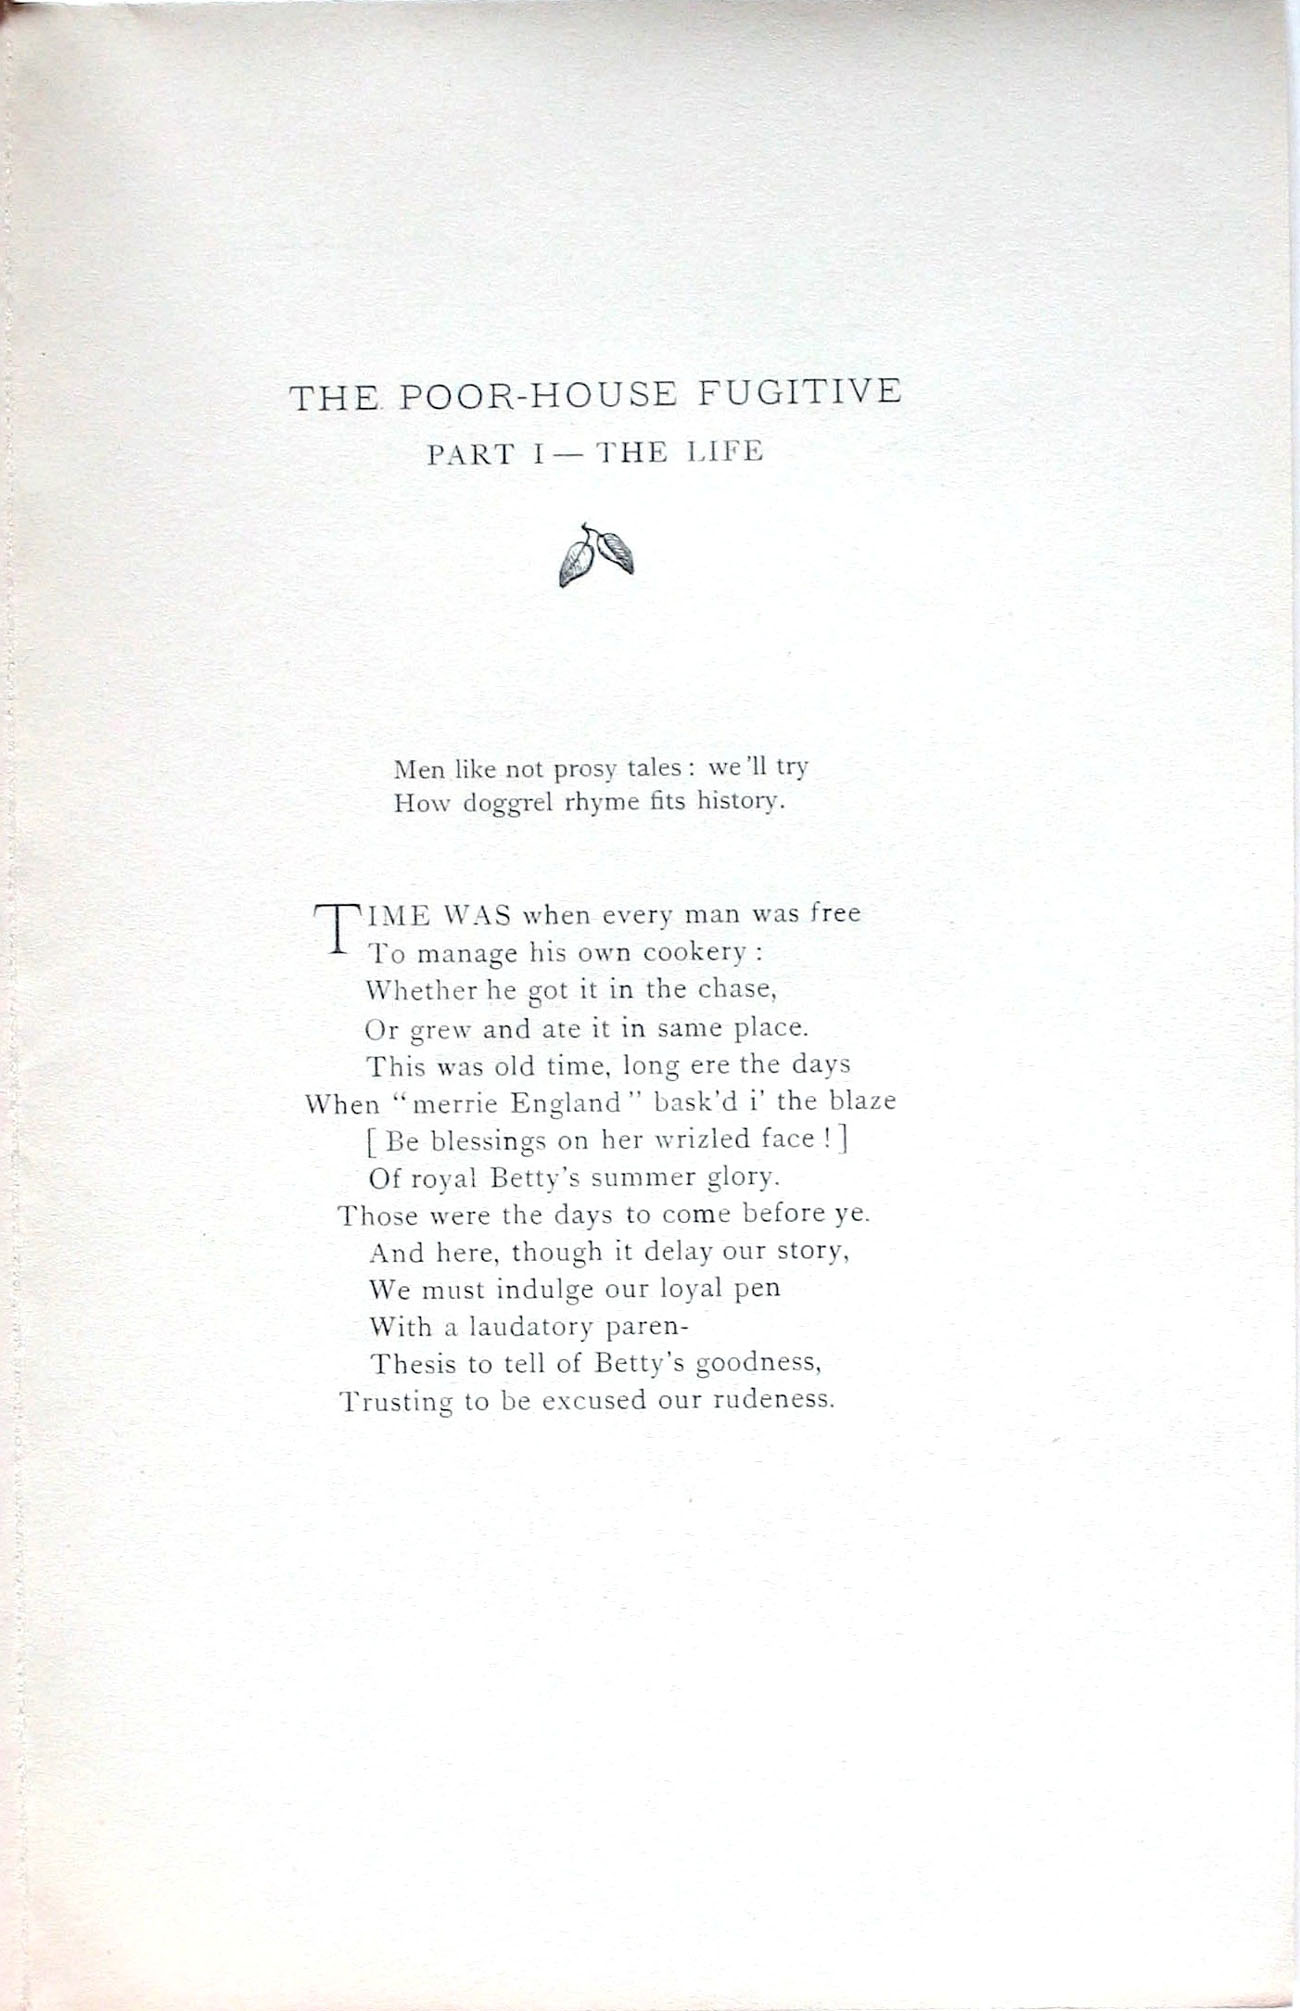 THE POOR-HOUSE FUGITIVE
PART I — THE LIFE
Men like not prosy tales: we'll try
How doggrel rhyme fits history.
TIME WAS when every man was free
To manage his own cookery:
Whether he got it in the chase,
Or grew and ate it in same place.
This was old time, long ere the days
When "merrie England" bask'd i' the blaze
[Be blessings on her wrizled face!]
Of royal Betty's summer glory.
Those were the days to come before ye.
And here, though it delay our story,
We must indulge our loyal pen
With a laudatory paren-
Thesis to tell of Betty's goodness,
Trusting to be excused our rudeness.